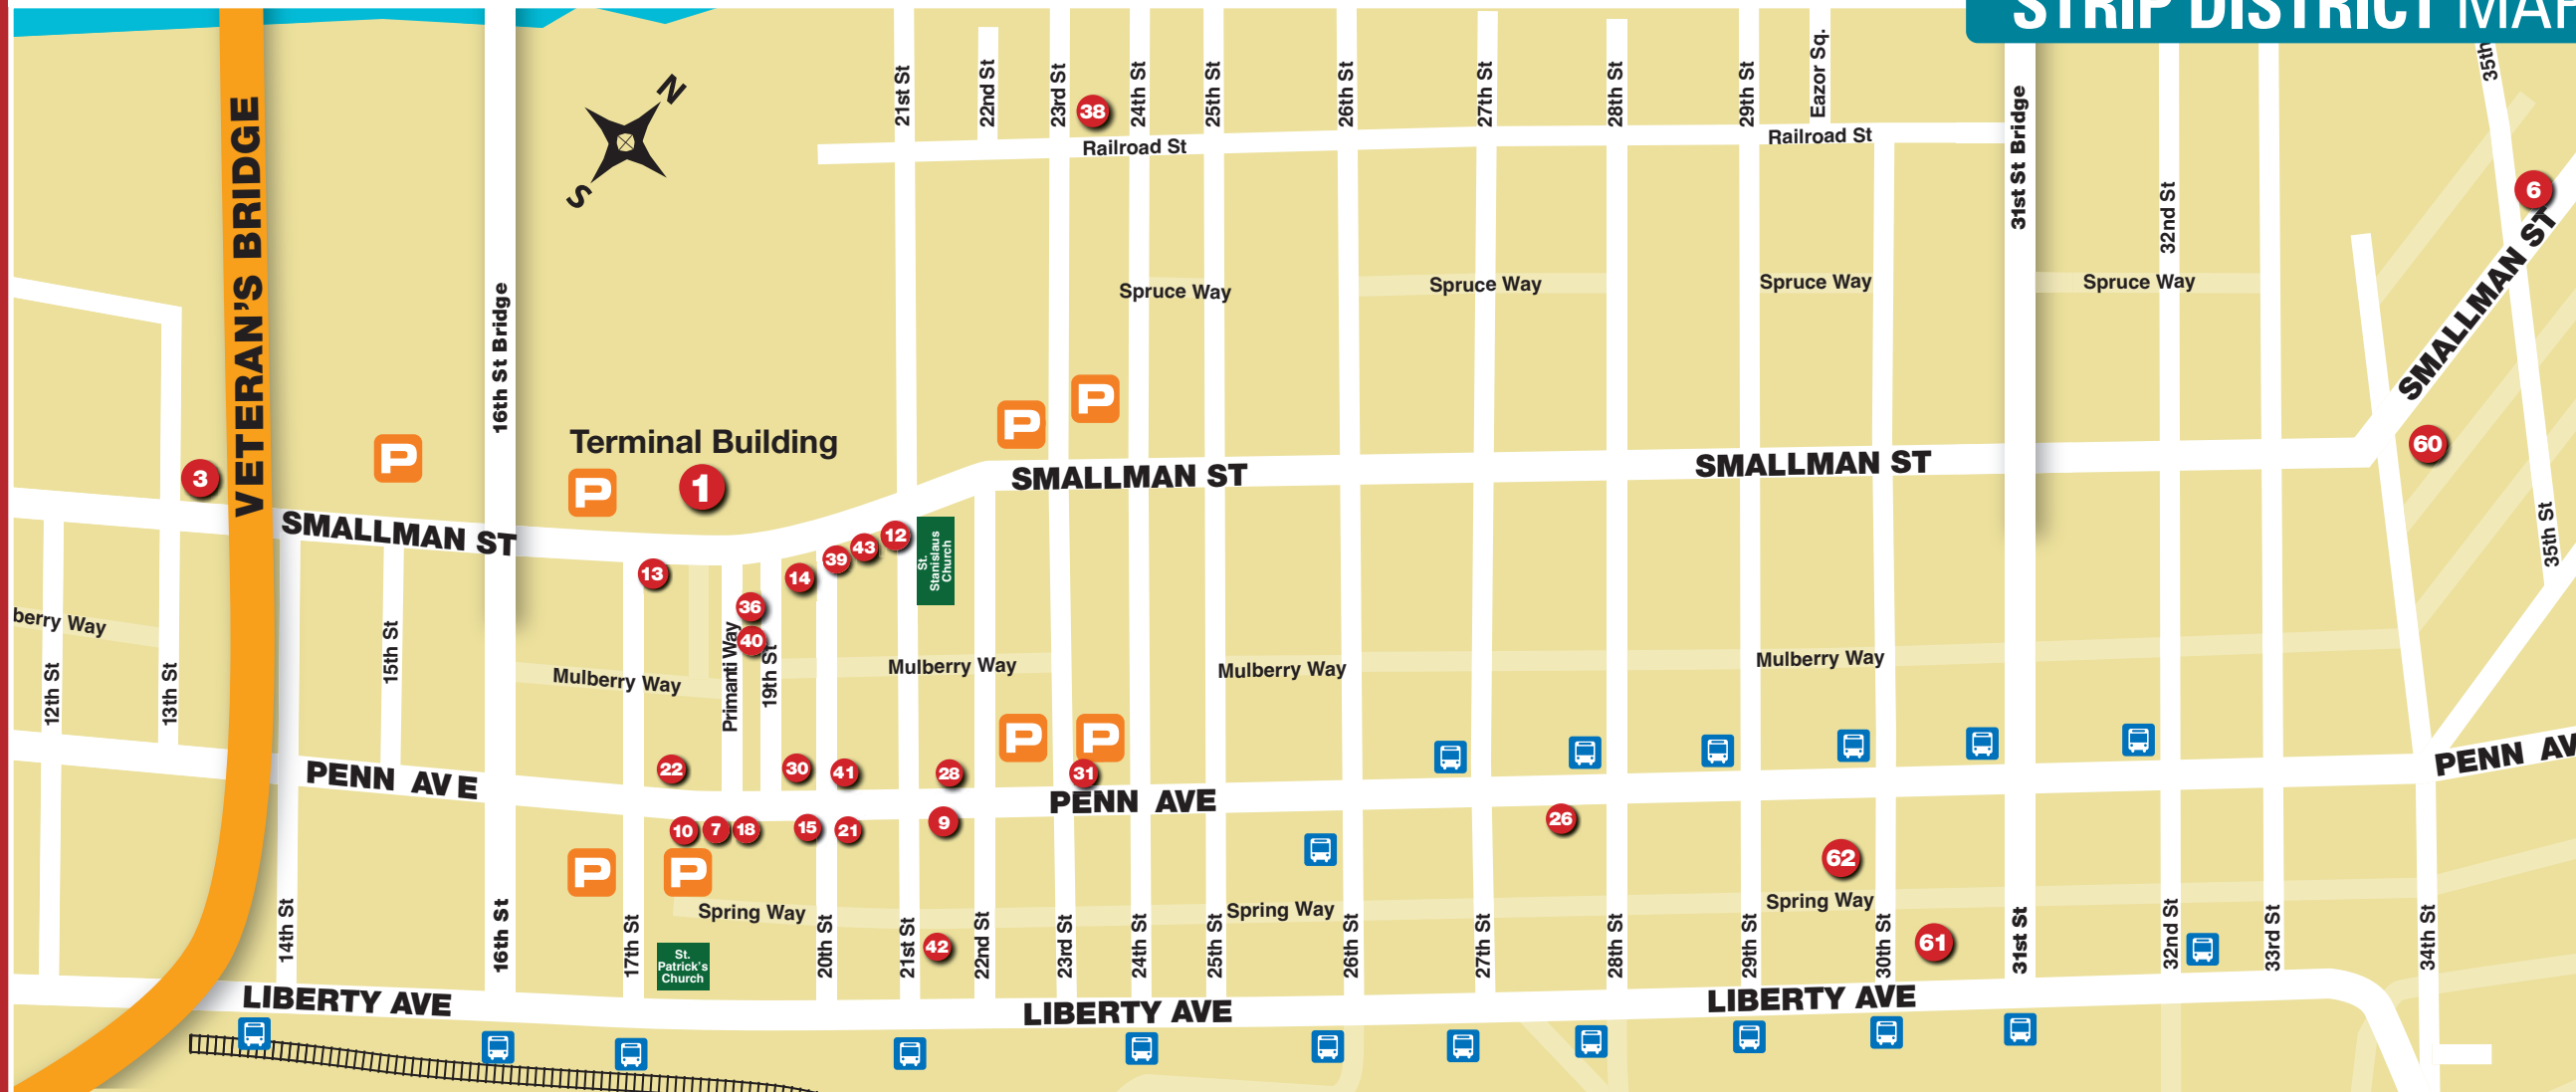 STRIP DISTRICT MAP
VETERAN'S BRIDGE
16th St Bridge
N
S
21st St
22nd St
23rd St
38
24th St
25th St
26th St
27th St
28th St
29th St
Eazor Sq.
31st St Bridge
32nd St
35th
Railroad St
Railroad St
6
Spruce Way
Spruce Way
Spruce Way
Spruce Way
SMALLMAN ST
P
P
P
P
Terminal Building
1
3
60
SMALLMAN ST
SMALLMAN ST
SMALLMAN ST
35th St
12
43
39
14
13
36
40
St.
Stanislaus
Church
berry Way
12th St
13th St
15th St
Mulberry Way
Primanti Way
19th St
Mulberry Way
Mulberry Way
Mulberry Way
P
P
22
30
41
28
31
PENN AVE
PENN AVE
PENN AV
10
7
18
15
21
9
26
62
P
P
Spring Way
Spring Way
Spring Way
14th St
16th St
17th St
St.
Patrick's
Church
20th St
21st St
42
22nd St
23rd St
24th St
25th St
26th St
27th St
28th St
29th St
30th St
61
31st St
32nd St
33rd St
34th St
LIBERTY AVE
LIBERTY AVE
LIBERTY AVE